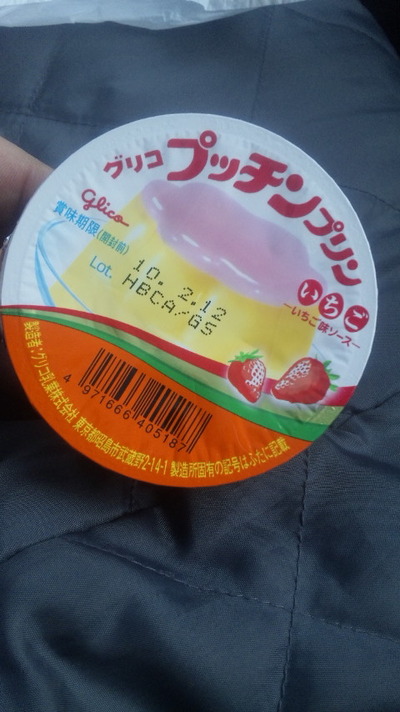 グリコ
プッチンプリン
glico
賞味期限(開封前)
10. 2.12
Lot. HBCA/GS
いちご
―いちご味ソース―
4 971666 405187
製造者:グリコ乳業株式会社 東京都昭島市武蔵野2-14-1 製造所固有の記号はふたに記載